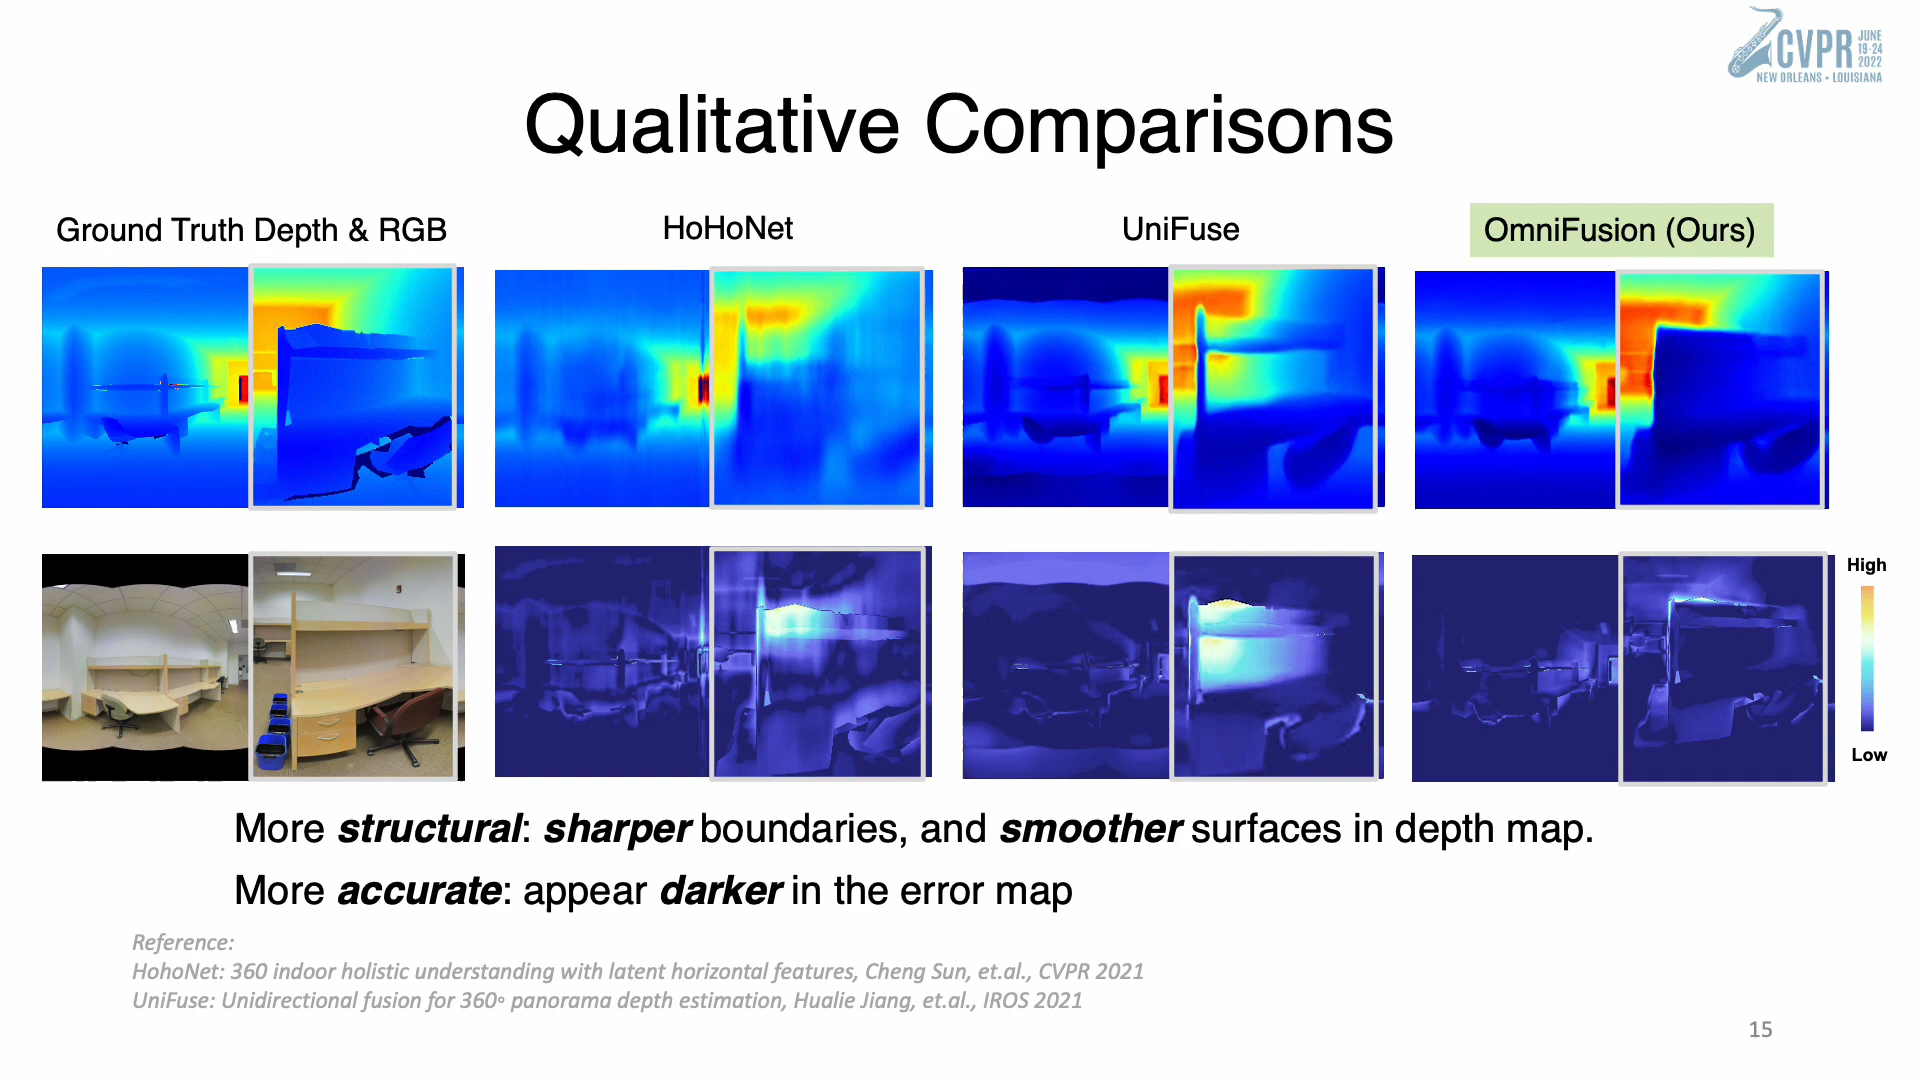 CVPR JUNE 19-24 2022
NEW ORLEANS • LOUISIANA
Qualitative Comparisons
Ground Truth Depth & RGB
HoHoNet
UniFuse
OmniFusion (Ours)
High
Low
More structural: sharper boundaries, and smoother surfaces in depth map.
More accurate: appear darker in the error map
Reference:
HohoNet: 360 indoor holistic understanding with latent horizontal features, Cheng Sun, et.al., CVPR 2021
UniFuse: Unidirectional fusion for 360° panorama depth estimation, Hualie Jiang, et.al., IROS 2021
15